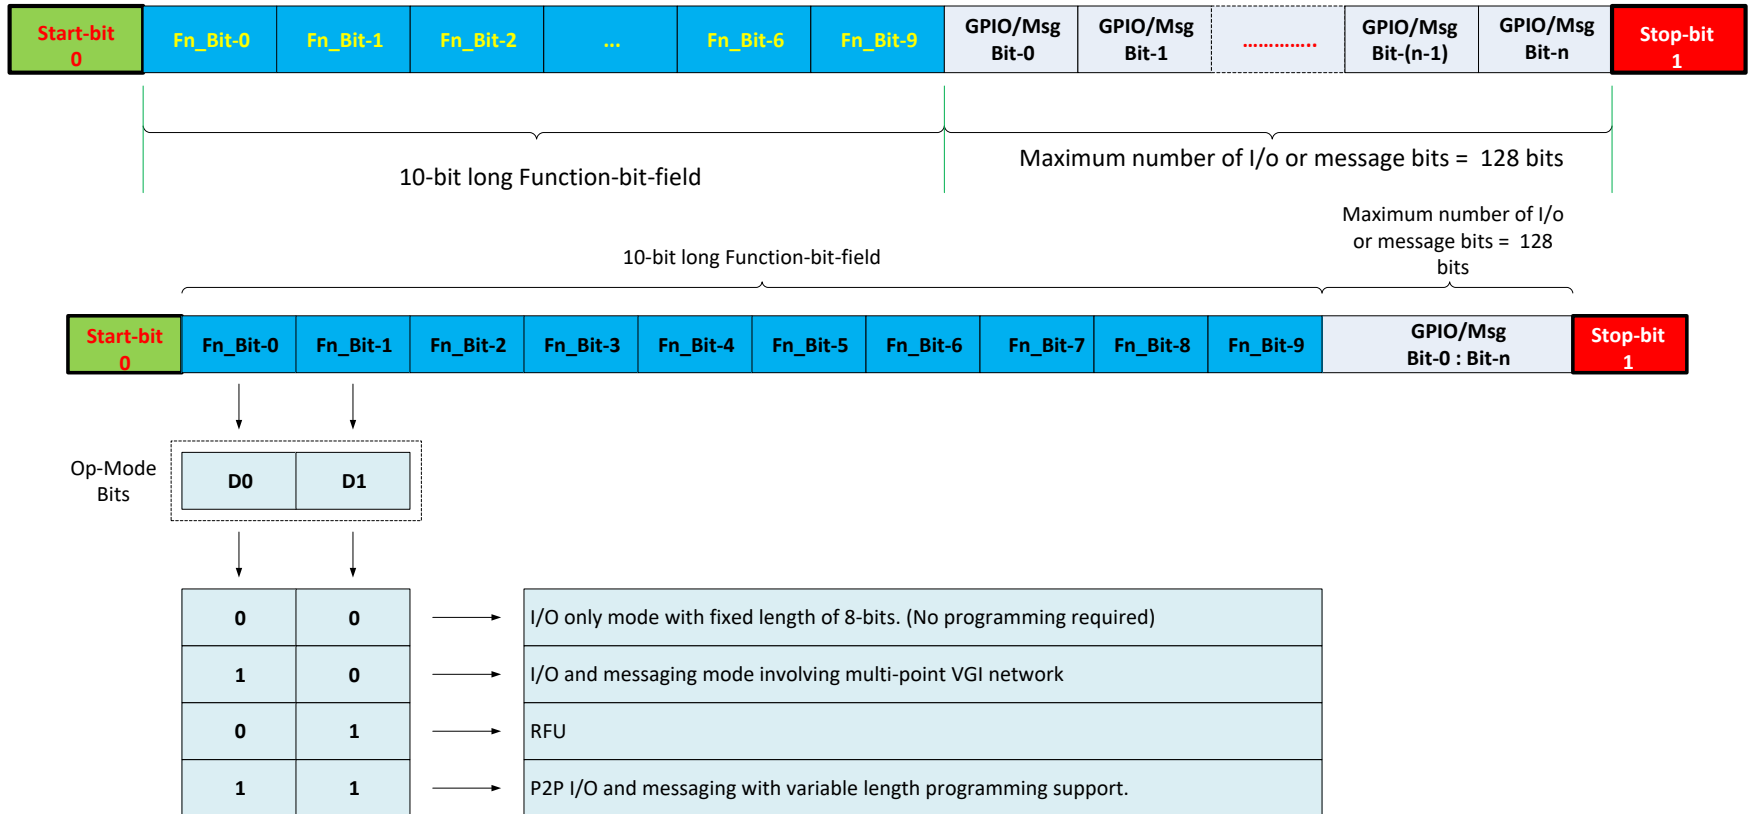 Start-bit
0
Fn_Bit-0
Fn_Bit-1
Fn_Bit-2
...
Fn_Bit-6
Fn_Bit-9
GPIO/Msg
Bit-0
GPIO/Msg
Bit-1
..............
GPIO/Msg
Bit-(n-1)
GPIO/Msg
Bit-n
Stop-bit
1
10-bit long Function-bit-field
Maximum number of I/o or message bits = 128 bits
10-bit long Function-bit-field
Maximum number of I/o
or message bits = 128
bits
Start-bit
0
Fn_Bit-0
Fn_Bit-1
Fn_Bit-2
Fn_Bit-3
Fn_Bit-4
Fn_Bit-5
Fn_Bit-6
Fn_Bit-7
Fn_Bit-8
Fn_Bit-9
GPIO/Msg
Bit-0 : Bit-n
Stop-bit
1
Op-Mode
Bits
D0
D1
0 0 I/O only mode with fixed length of 8-bits. (No programming required)
1 0 I/O and messaging mode involving multi-point VGI network
0 1 RFU
1 1 P2P I/O and messaging with variable length programming support.